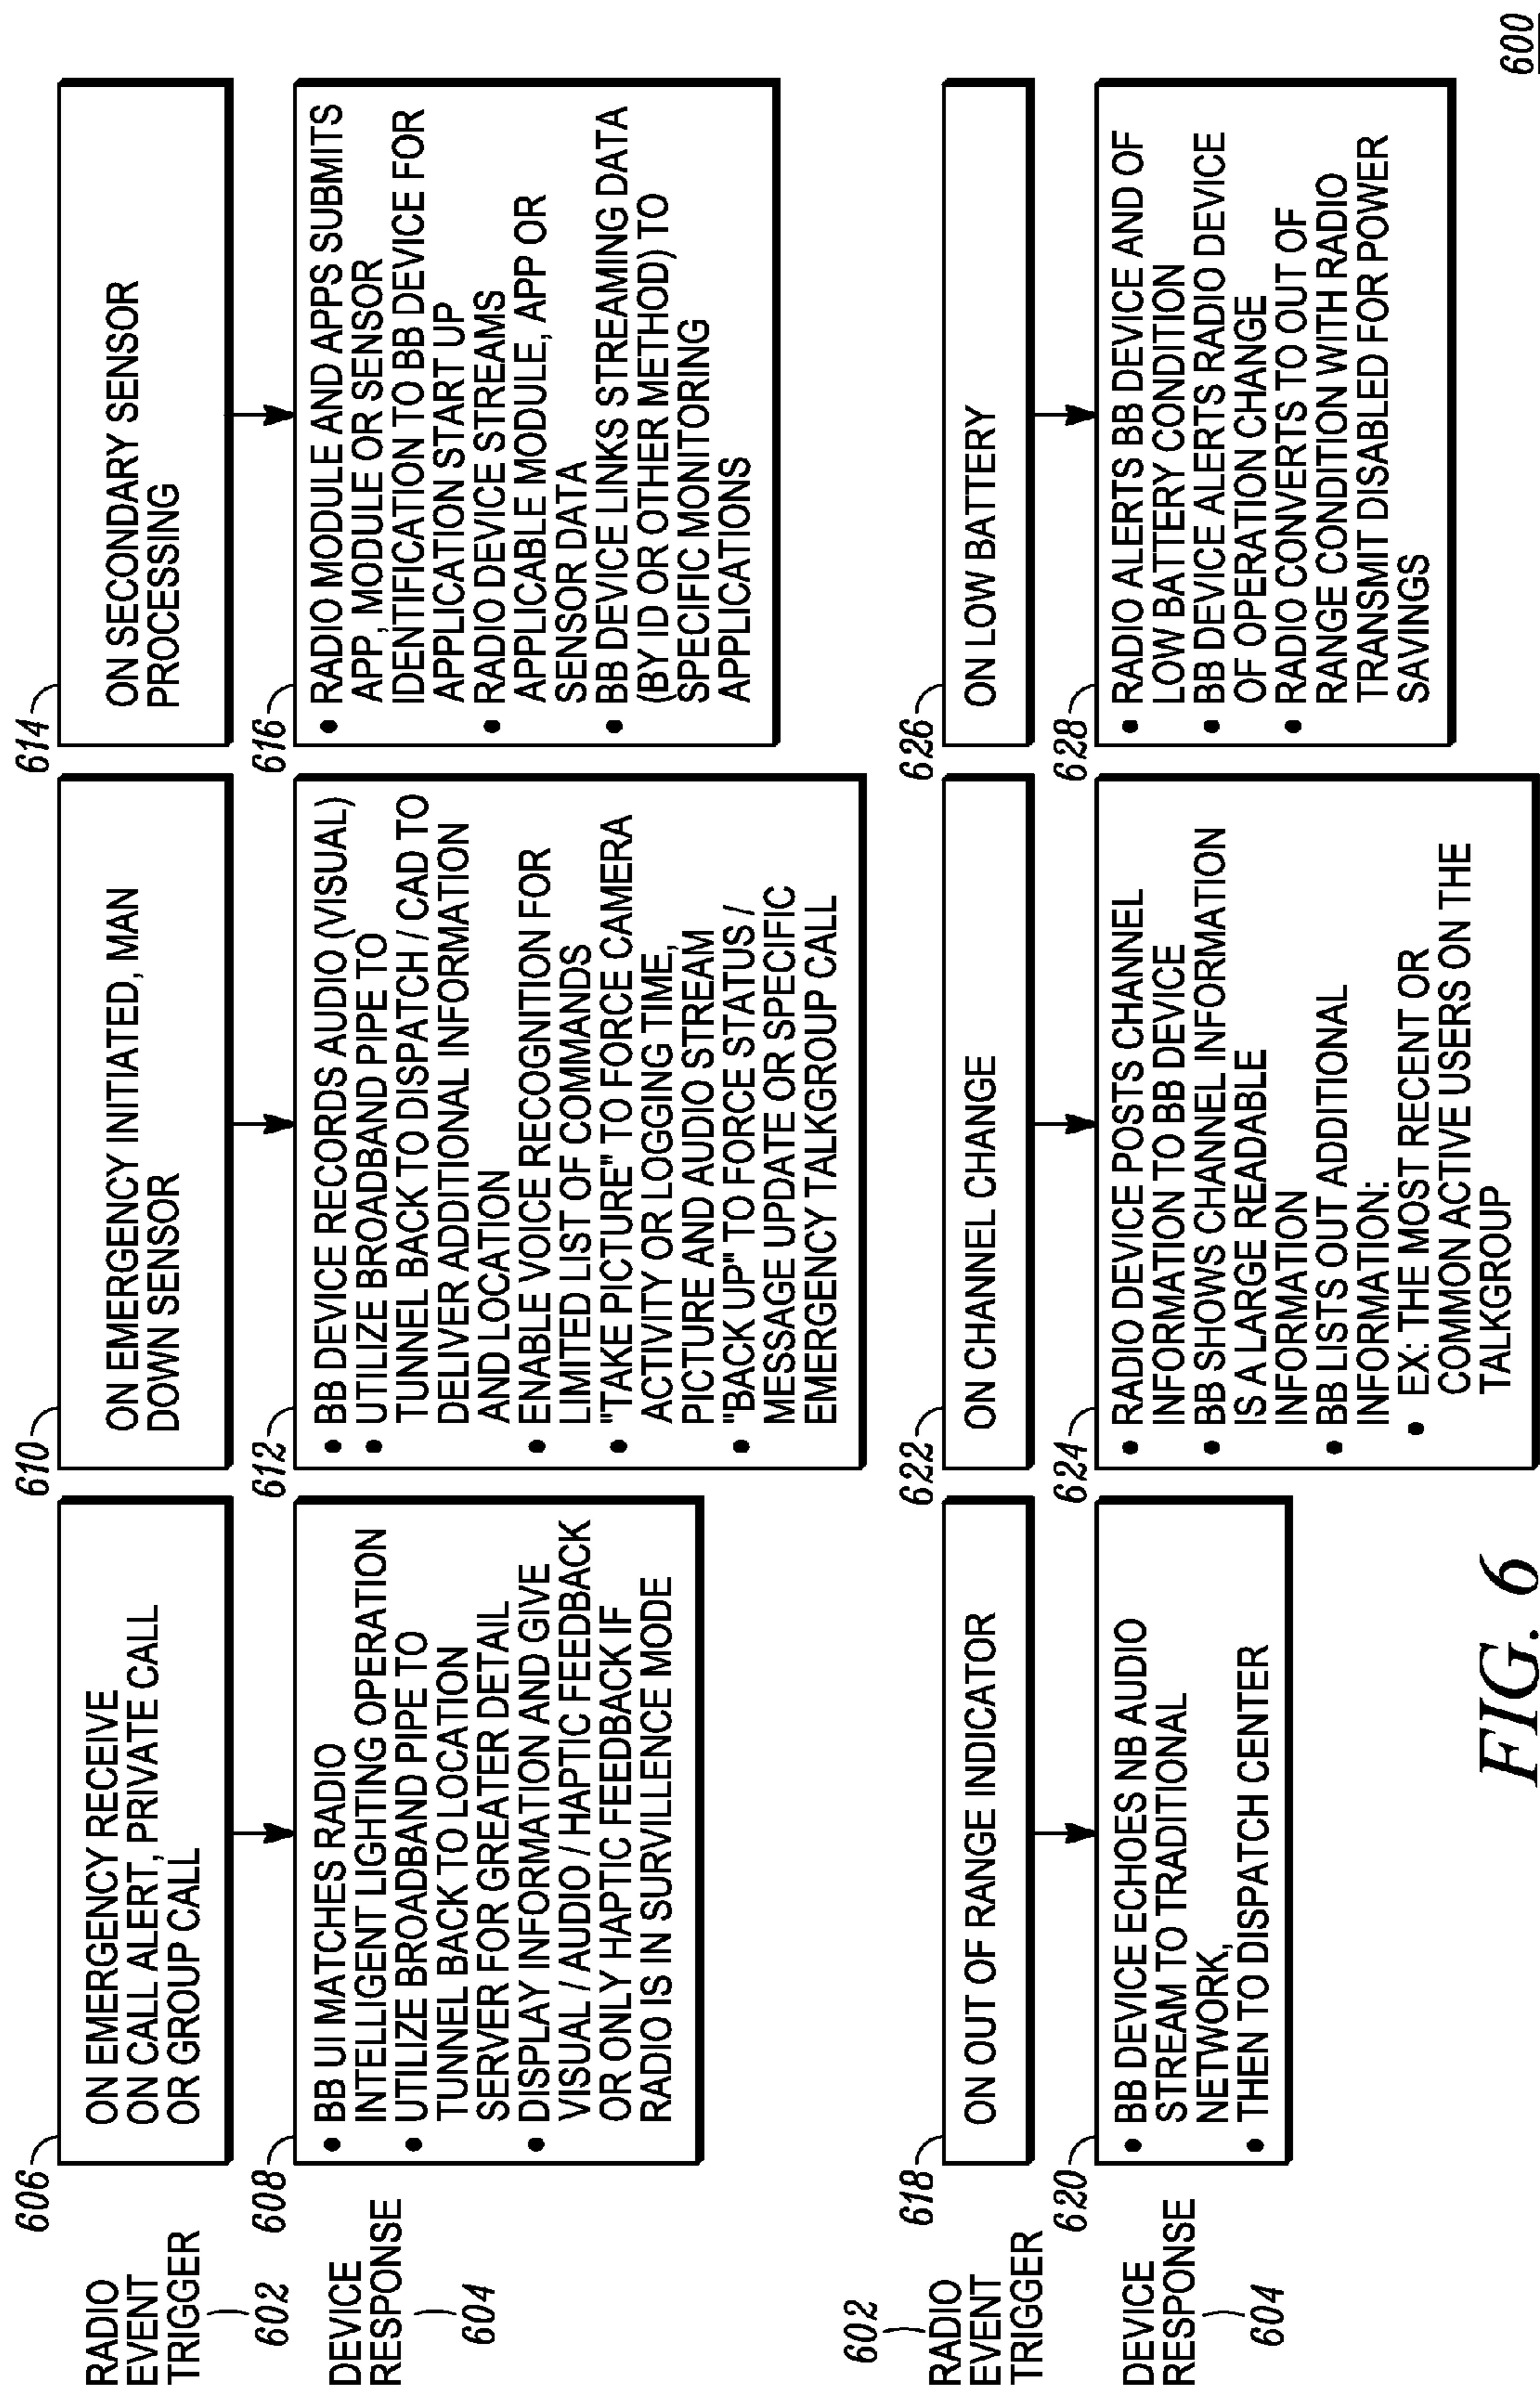 RADIO
EVENT
TRIGGER
602
606
ON EMERGENCY RECEIVE
ON CALL ALERT, PRIVATE CALL
OR GROUP CALL
610
ON EMERGENCY INITIATED, MAN
DOWN SENSOR
614
ON SECONDARY SENSOR
PROCESSING
DEVICE
RESPONSE
604
608
• BB UI MATCHES RADIO
INTELLIGENT LIGHTING OPERATION
• UTILIZE BROADBAND PIPE TO
TUNNEL BACK TO LOCATION
SERVER FOR GREATER DETAIL
• DISPLAY INFORMATION AND GIVE
VISUAL / AUDIO / HAPTIC FEEDBACK
OR ONLY HAPTIC FEEDBACK IF
RADIO IS IN SURVILLENCE MODE
612
• BB DEVICE RECORDS AUDIO (VISUAL)
• UTILIZE BROADBAND PIPE TO
TUNNEL BACK TO DISPATCH / CAD TO
DELIVER ADDITIONAL INFORMATION
AND LOCATION
• ENABLE VOICE RECOGNITION FOR
LIMITED LIST OF COMMANDS
• "TAKE PICTURE" TO FORCE CAMERA
ACTIVITY OR LOGGING TIME,
PICTURE AND AUDIO STREAM
• "BACK UP" TO FORCE STATUS /
MESSAGE UPDATE OR SPECIFIC
EMERGENCY TALKGROUP CALL
616
• RADIO MODULE AND APPS SUBMITS
APP, MODULE OR SENSOR
IDENTIFICATION TO BB DEVICE FOR
APPLICATION START UP
• RADIO DEVICE STREAMS
APPLICABLE MODULE, APP OR
SENSOR DATA
• BB DEVICE LINKS STREAMING DATA
(BY ID OR OTHER METHOD) TO
SPECIFIC MONITORING
APPLICATIONS
602
RADIO
EVENT
TRIGGER
618
ON OUT OF RANGE INDICATOR
622
ON CHANNEL CHANGE
626
ON LOW BATTERY
DEVICE
RESPONSE
604
620
• BB DEVICE ECHOES NB AUDIO
STREAM TO TRADITIONAL
NETWORK,
• THEN TO DISPATCH CENTER
624
• RADIO DEVICE POSTS CHANNEL
INFORMATION TO BB DEVICE
• BB SHOWS CHANNEL INFORMATION
IS A LARGE READABLE
INFORMATION
• BB LISTS OUT ADDITIONAL
INFORMATION:
• EX: THE MOST RECENT OR
COMMON ACTIVE USERS ON THE
TALKGROUP
628
• RADIO ALERTS BB DEVICE AND OF
LOW BATTERY CONDITION
• BB DEVICE ALERTS RADIO DEVICE
OF OPERATION CHANGE
• RADIO CONVERTS TO OUT OF
RANGE CONDITION WITH RADIO
TRANSMIT DISABLED FOR POWER
SAVINGS
FIG. 6
600